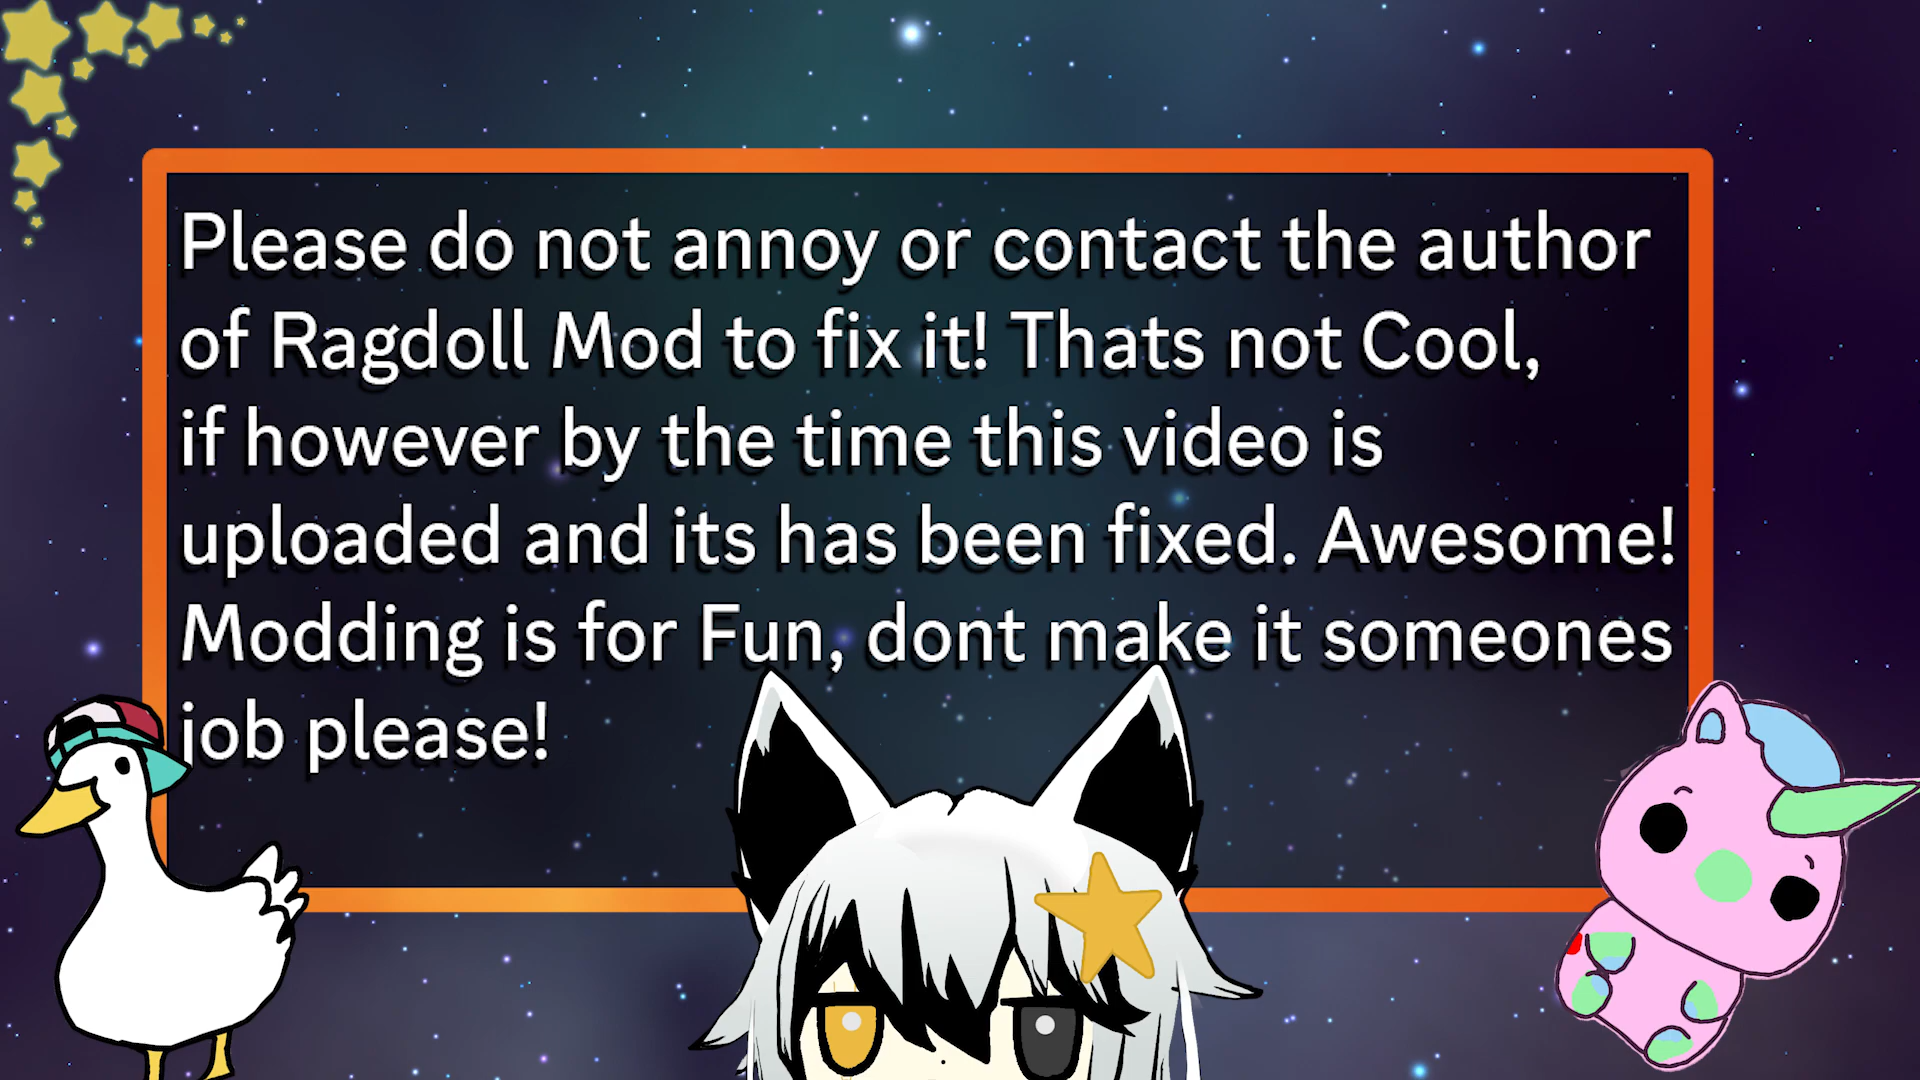 Please do not annoy or contact the author
of Ragdoll Mod to fix it! Thats not Cool,
if however by the time this video is
uploaded and its has been fixed. Awesome!
Modding is for Fun, dont make it someones
job please!